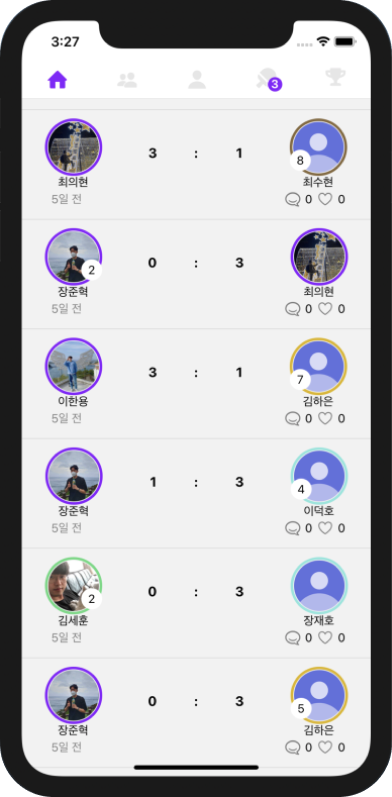 3:27
3
3 : 1
8
최의현
최수현
5일 전
0 0
0 : 3
2
장준혁
최의현
5일 전
0 0
3 : 1
7
이한용
김하은
5일 전
0 0
1 : 3
4
장준혁
이덕호
5일 전
0 0
0 : 3
2
김세훈
장재호
5일 전
0 0
0 : 3
5
장준혁
김하은
5일 전
0 0